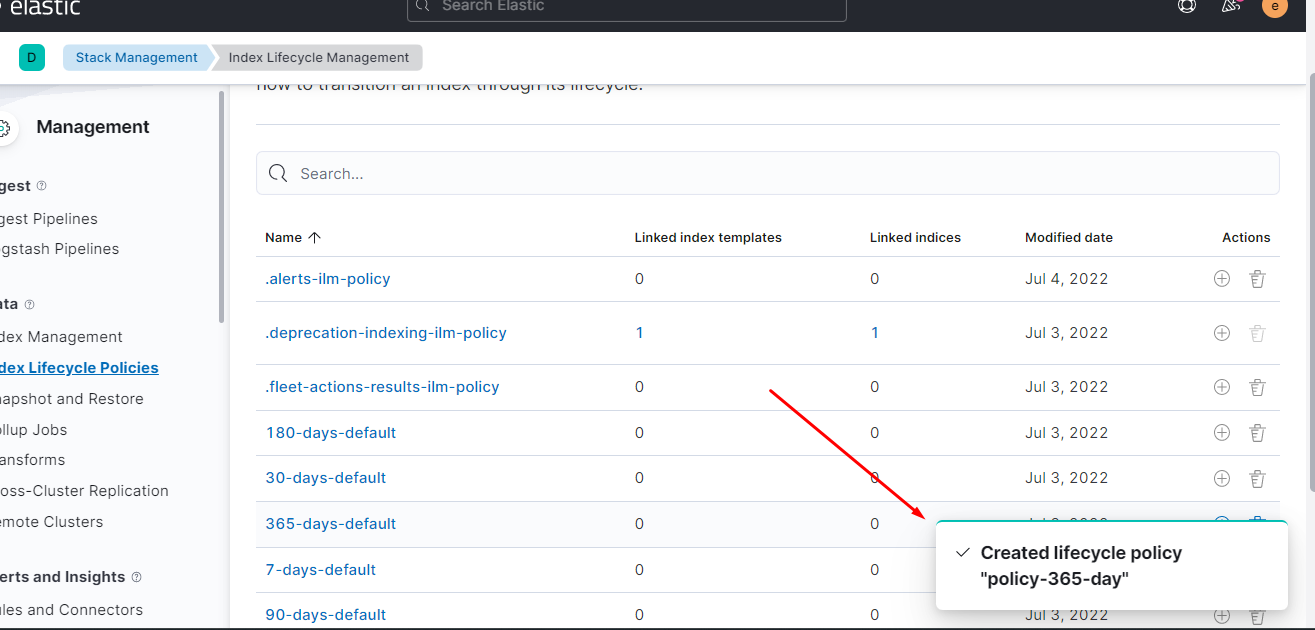 elastic
Search Elastic
e
D
Stack Management
Index Lifecycle Management
how to transition an index through its lifecycle.
Management
gest
gest Pipelines
gstash Pipelines
ata
dex Management
dex Lifecycle Policies
napshot and Restore
ollup Jobs
ansforms
oss-Cluster Replication
emote Clusters
erts and Insights
ules and Connectors
Search...
Name Linked index templates Linked indices Modified date Actions
.alerts-ilm-policy 0 0 Jul 4, 2022
.deprecation-indexing-ilm-policy 1 1 Jul 3, 2022
.fleet-actions-results-ilm-policy 0 0 Jul 3, 2022
180-days-default 0 0 Jul 3, 2022
30-days-default 0 0 Jul 3, 2022
365-days-default 0 0
7-days-default 0 0
90-days-default 0 0 Jul 3, 2022
Created lifecycle policy
"policy-365-day"